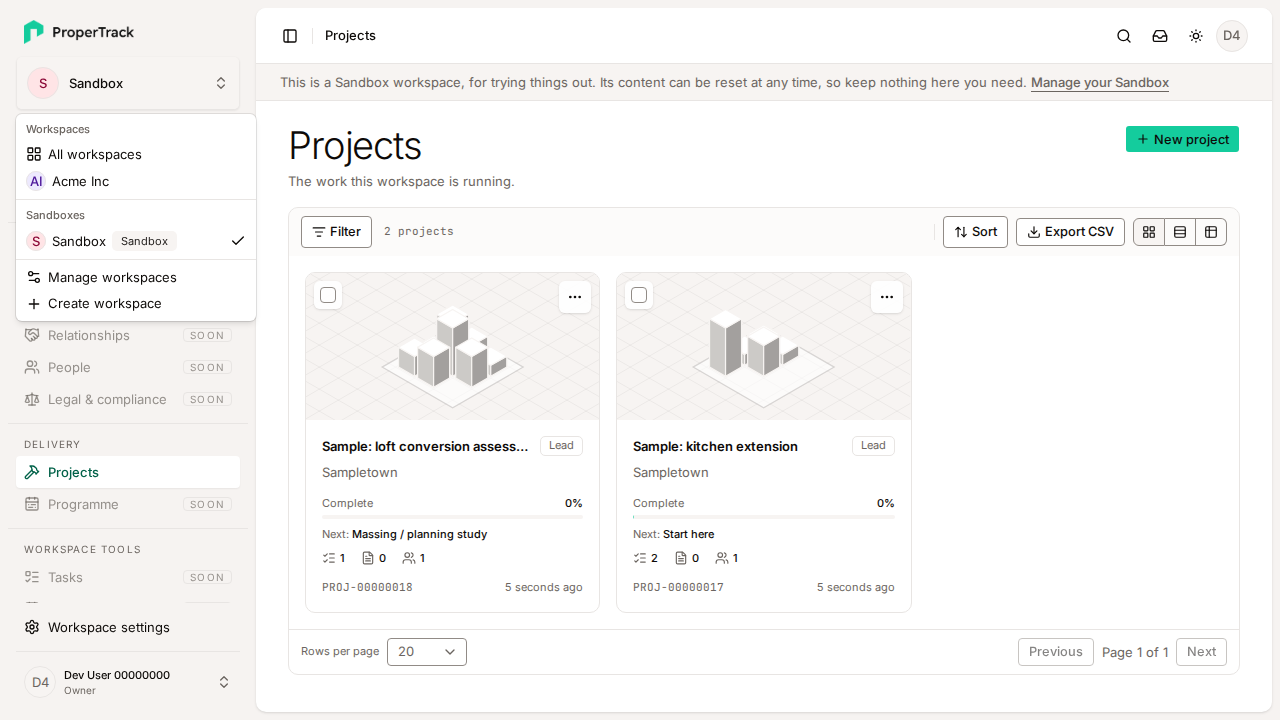 ProperTrack
S Sandbox
Workspaces
All workspaces
AI Acme Inc
Sandboxes
S Sandbox Sandbox
Manage workspaces
Create workspace
Relationships SOON
People SOON
Legal & compliance SOON
DELIVERY
Projects
Programme SOON
WORKSPACE TOOLS
Tasks SOON
Workspace settings
D4 Dev User 00000000
Owner
Projects
D4
This is a Sandbox workspace, for trying things out. Its content can be reset at any time, so keep nothing here you need. Manage your Sandbox
Projects
New project
The work this workspace is running.
Filter 2 projects Sort Export CSV
Sample: loft conversion assess... Lead
Sampletown
Complete 0%
Next: Massing / planning study
1 0 1
PROJ-00000018 5 seconds ago
Sample: kitchen extension Lead
Sampletown
Complete 0%
Next: Start here
2 0 1
PROJ-00000017 5 seconds ago
Rows per page 20 Previous Page 1 of 1 Next